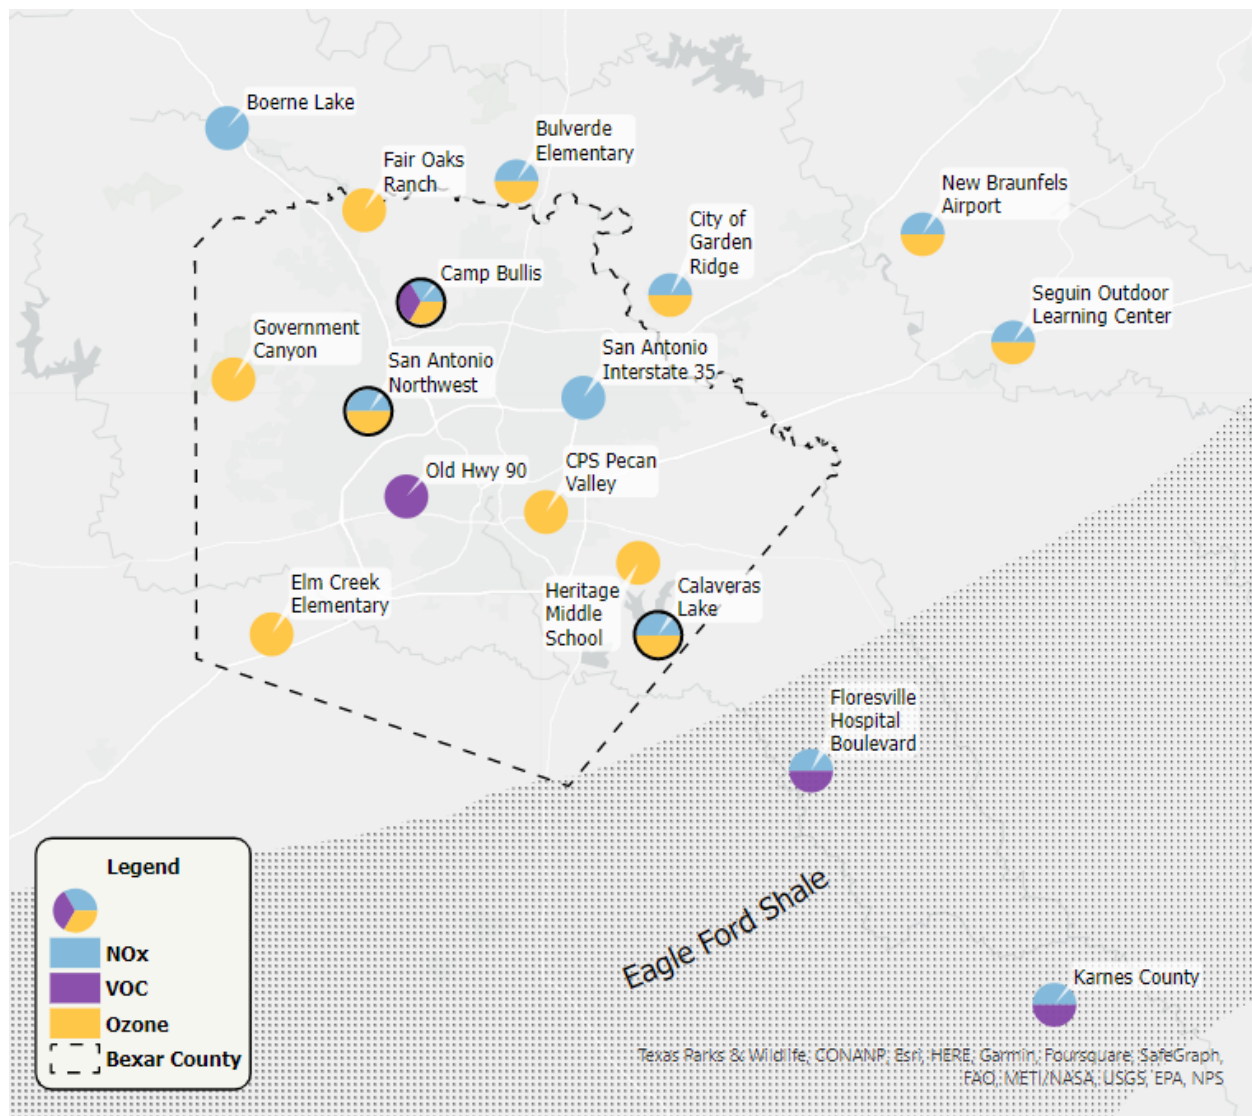 Boerne Lake
Bulverde
Elementary
Fair Oaks
Ranch
New Braunfels
Airport
City of
Garden
Ridge
Camp Bullis
Seguin Outdoor
Learning Center
Government
Canyon
San Antonio
Northwest
San Antonio
Interstate 35
Old Hwy 90
CPS Pecan
Valley
Elm Creek
Elementary
Heritage
Middle
School
Calaveras
Lake
Floresville
Hospital
Boulevard
Eagle Ford Shale
Karnes County
Legend
NOx
VOC
Ozone
Bexar County
Texas Parks & Wildlife, CONANP, Esri, HERE, Garmin, Foursquare, SafeGraph,
FAO, METI/NASA, USGS, EPA, NPS